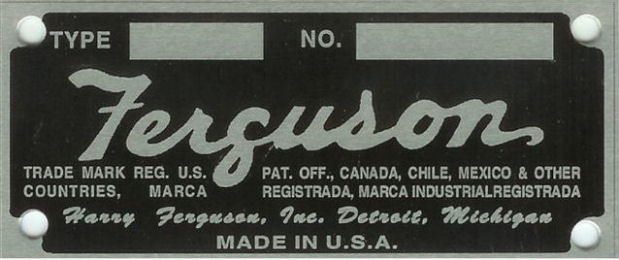 TYPE NO.
Ferguson
TRADE MARK REG. U.S. PAT. OFF., CANADA, CHILE, MEXICO & OTHER
COUNTRIES, MARCA REGISTRADA, MARCA INDUSTRIALREGISTRADA
Harry Ferguson, Inc. Detroit, Michigan
MADE IN U.S.A.